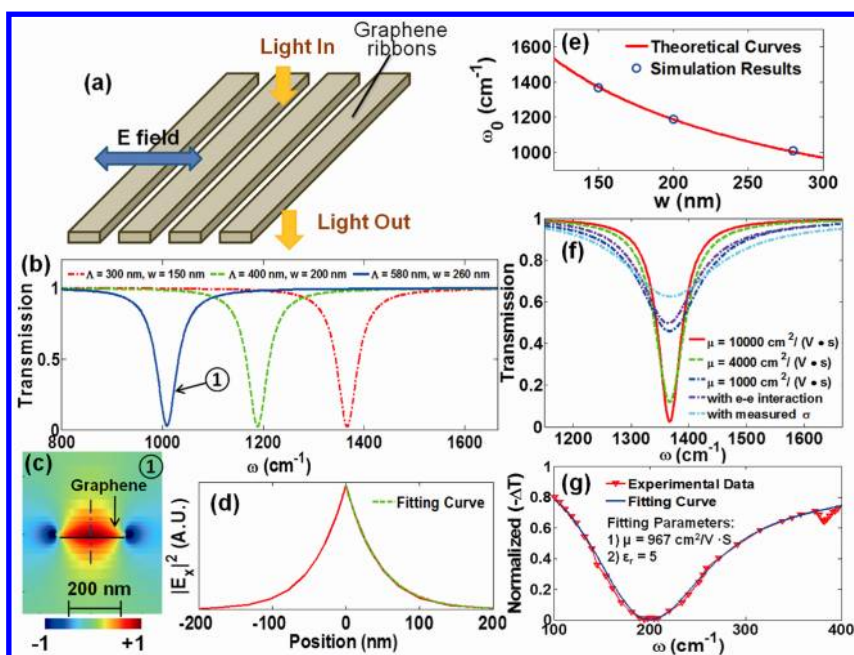 (a)
Light In
Graphene
ribbons
E field
Light Out
(b)
Λ = 300 nm, w = 150 nm
Λ = 400 nm, w = 200 nm
Λ = 580 nm, w = 260 nm
Transmission
1
0.5
0
①
800
1000
1200
1400
1600
ω (cm⁻¹)
(c)
①
Graphene
200 nm
-1
+1
(d)
Fitting Curve
|Eₓ|² (A.U.)
-200
-100
0
100
200
Position (nm)
(e)
Theoretical Curves
Simulation Results
ω₀ (cm⁻¹)
1600
1400
1200
1000
150
200
250
300
w (nm)
(f)
Transmission
1
0.8
0.6
0.4
0.2
0
μ = 10000 cm²/ (V • s)
μ = 4000 cm²/ (V • s)
μ = 1000 cm²/ (V • s)
with e-e interaction
with measured σ
1200
1300
1400
1500
1600
ω (cm⁻¹)
(g)
Experimental Data
Fitting Curve
Fitting Parameters:
1) μ = 967 cm²/V ·S
2) εᵣ = 5
Normalized (-ΔT)
1.0
0.8
0.6
0.4
0.2
0
100
200
300
400
ω (cm⁻¹)